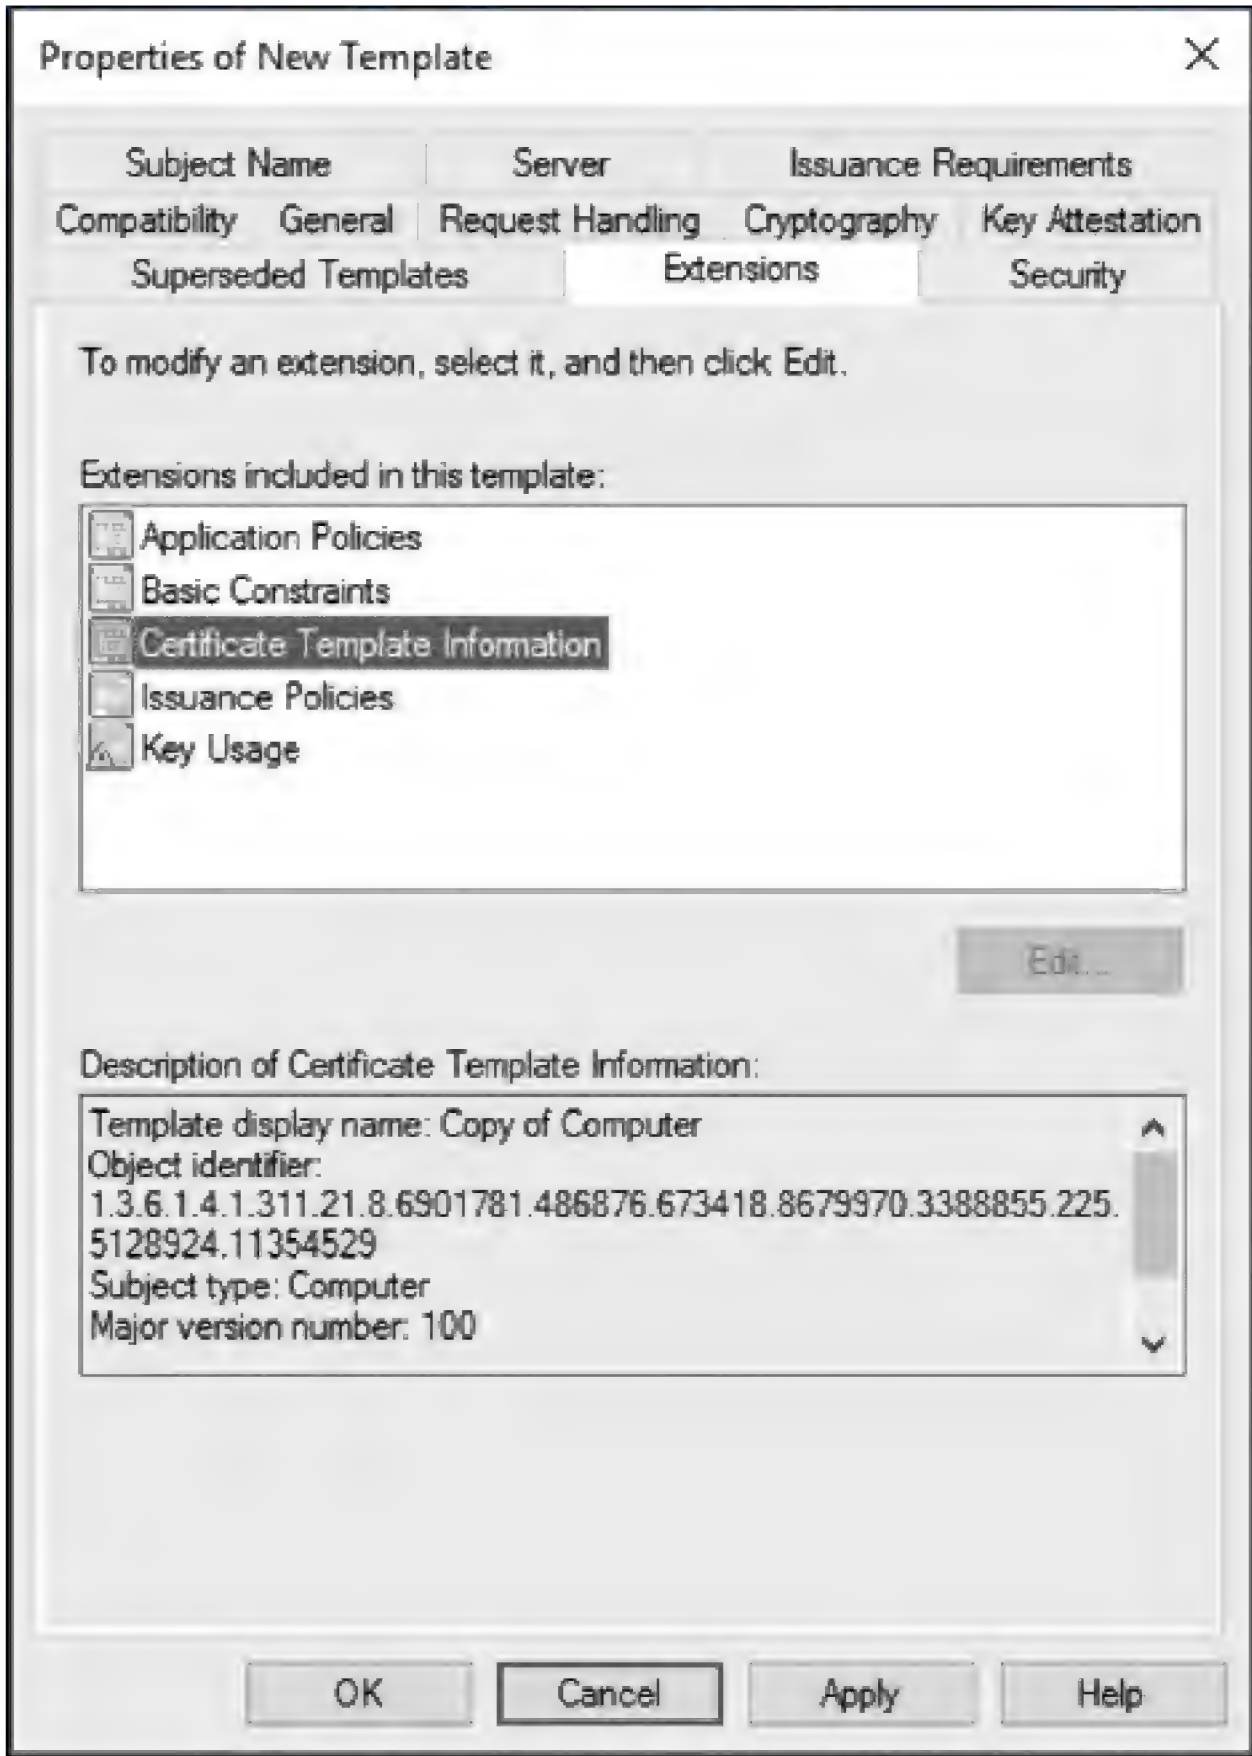 Properties of New Template
Subject Name Server Issuance Requirements
Compatibility General Request Handling Cryptography Key Attestation
Superseded Templates Extensions Security
To modify an extension, select it, and then click Edit.
Extensions included in this template:
Application Policies
Basic Constraints
Certificate Template Information
Issuance Policies
Key Usage
Edit...
Description of Certificate Template Information:
Template display name: Copy of Computer
Object identifier:
1.3.6.1.4.1.311.21.8.6901781.486876.673418.8679970.3388855.225.
5128924.11354529
Subject type: Computer
Major version number: 100
OK Cancel Apply Help